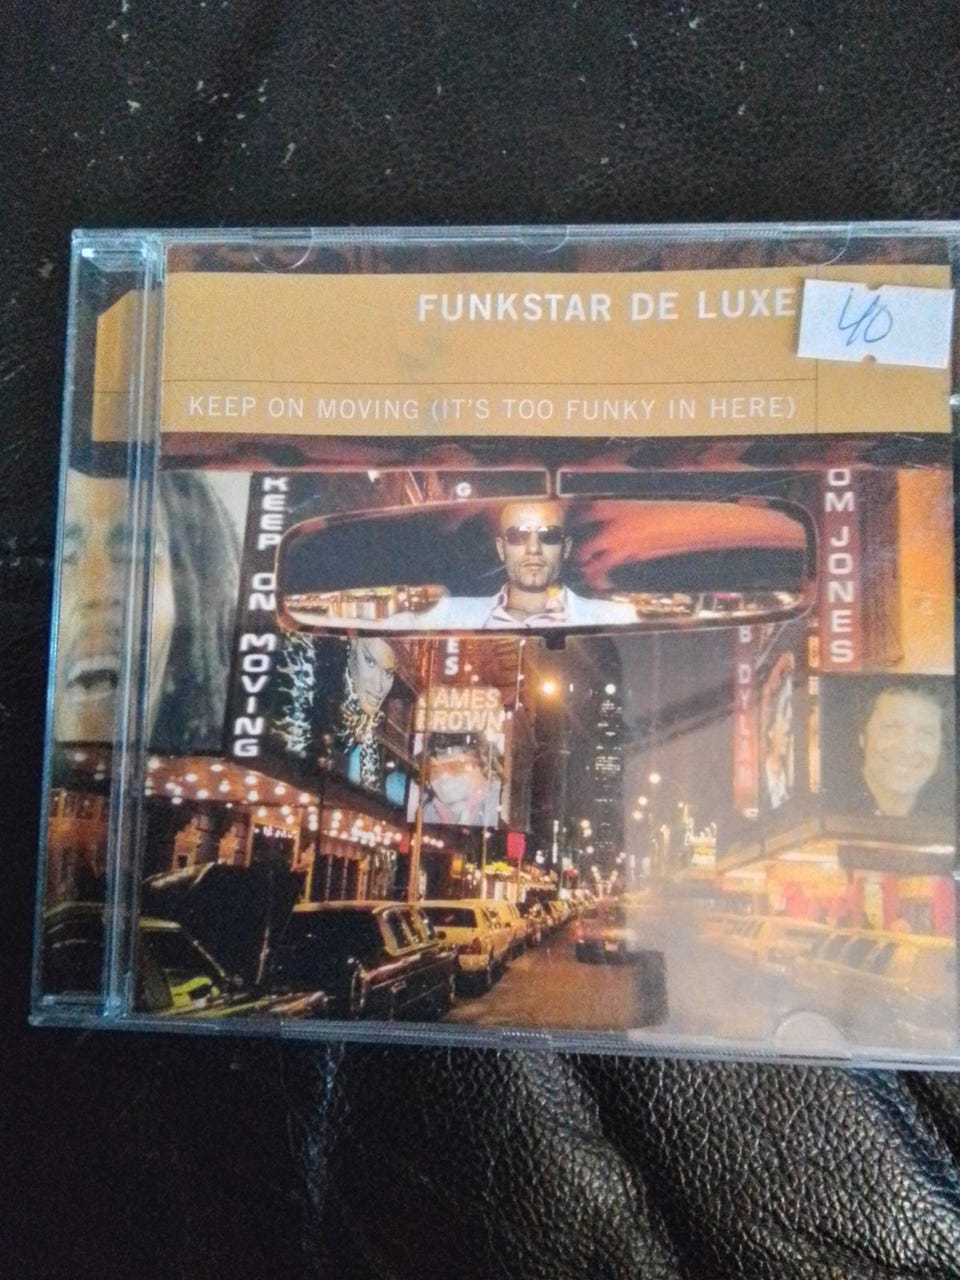 FUNKSTAR DE LUXE
40
KEEP ON MOVING (IT'S TOO FUNKY IN HERE)
KEEP ON MOVING
G
ES
AMES
BROWN
B DYLAN
OM JONES